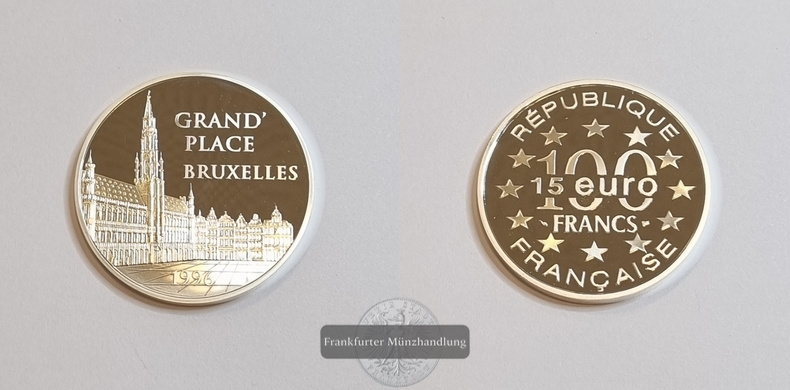 GRAND'
PLACE
BRUXELLES
1996
RÉPUBLIQUE
100
15 euro
FRANCS
FRANÇAISE
Frankfurter Münzhandlung